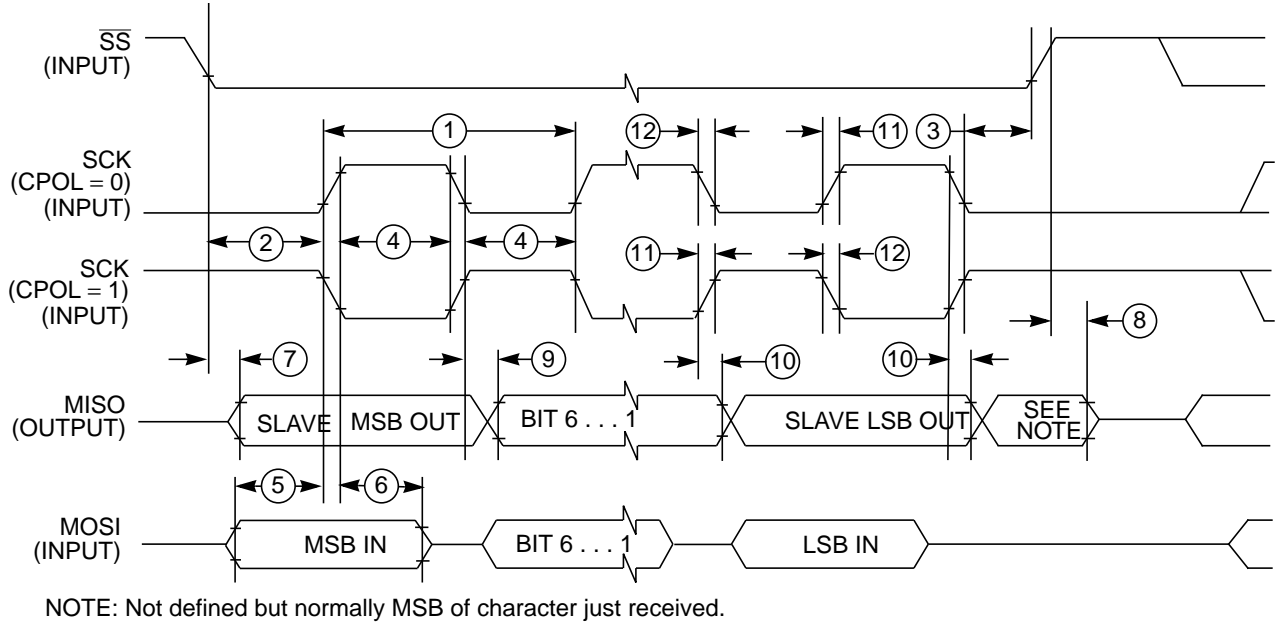 SS
(INPUT)
1
12
11
3
SCK
(CPOL = 0)
(INPUT)
2
4
4
SCK
(CPOL = 1)
(INPUT)
11
12
8
7
9
10
10
MISO
(OUTPUT)
SLAVE MSB OUT
BIT 6 . . . 1
SLAVE LSB OUT
SEE
NOTE
5
6
MOSI
(INPUT)
MSB IN
BIT 6 . . . 1
LSB IN
NOTE: Not defined but normally MSB of character just received.